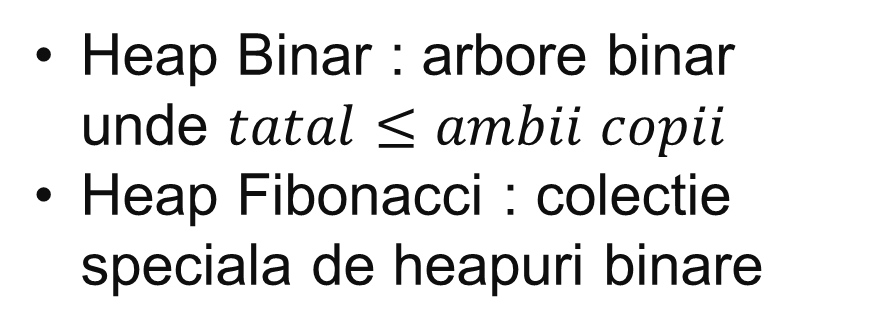 • Heap Binar : arbore binar
unde tatal ≤ ambii copii
• Heap Fibonacci : colectie
speciala de heapuri binare